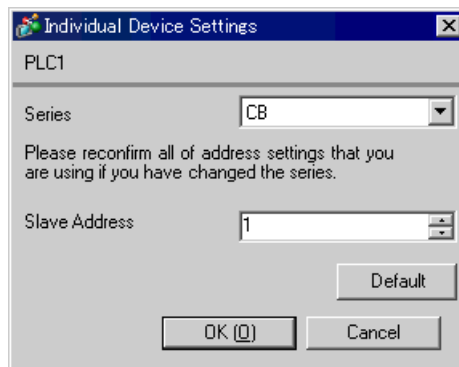 Individual Device Settings
PLC1
Series CB
Please reconfirm all of address settings that you
are using if you have changed the series.
Slave Address 1
Default
OK (O) Cancel